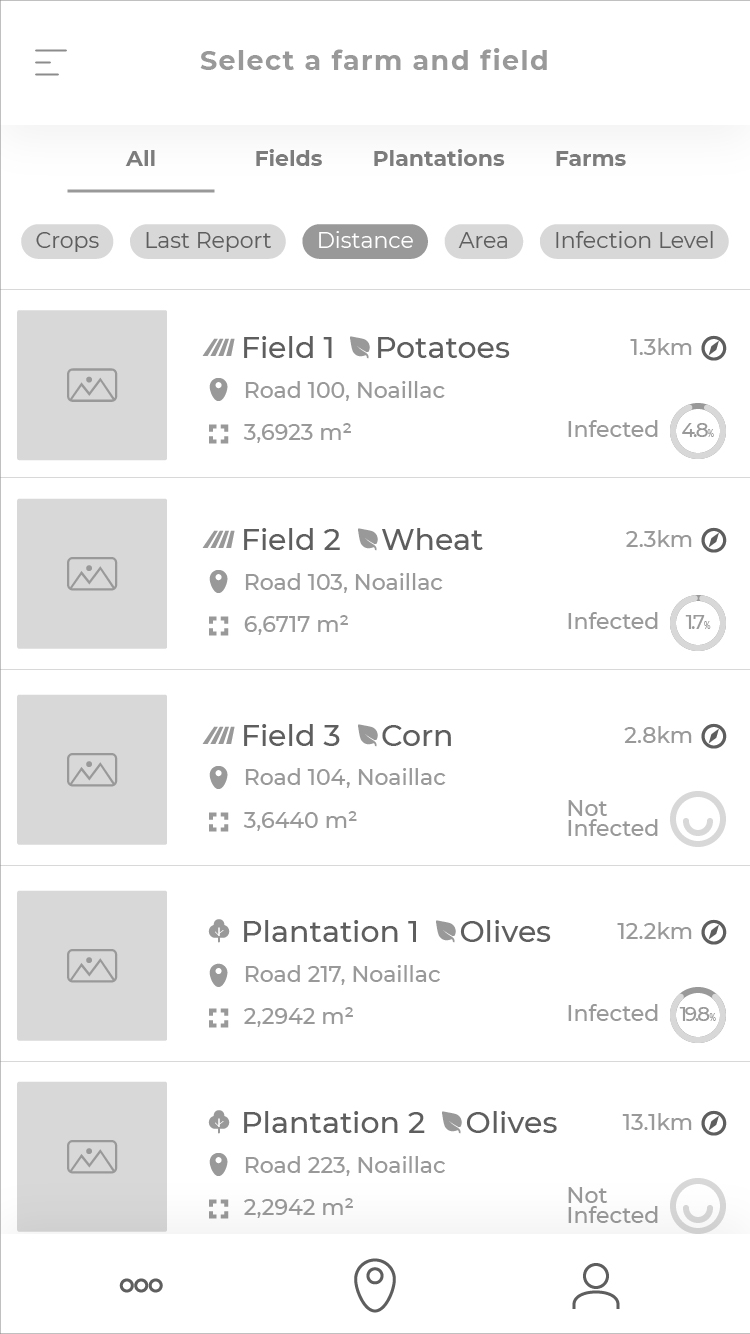 Select a farm and field
All Fields Plantations Farms
Crops Last Report Distance Area Infection Level
Field 1 Potatoes 1.3km
Road 100, Noaillac
3,6923 m²
Infected 4.8%
Field 2 Wheat 2.3km
Road 103, Noaillac
6,6717 m²
Infected 1.7%
Field 3 Corn 2.8km
Road 104, Noaillac
3,6440 m²
Not
Infected
Plantation 1 Olives 12.2km
Road 217, Noaillac
2,2942 m²
Infected 19.8%
Plantation 2 Olives 13.1km
Road 223, Noaillac
2,2942 m²
Not
Infected